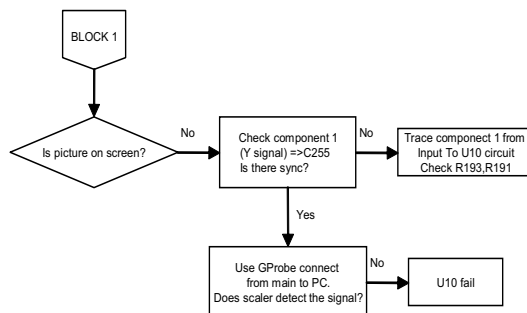 BLOCK 1
Is picture on screen?
No
Check component 1
(Y signal) =>C255
Is there sync?
No
Trace component 1 from
Input To U10 circuit
Check R193,R191
Yes
Use GProbe connect
from main to PC.
Does scaler detect the signal?
No
U10 fail